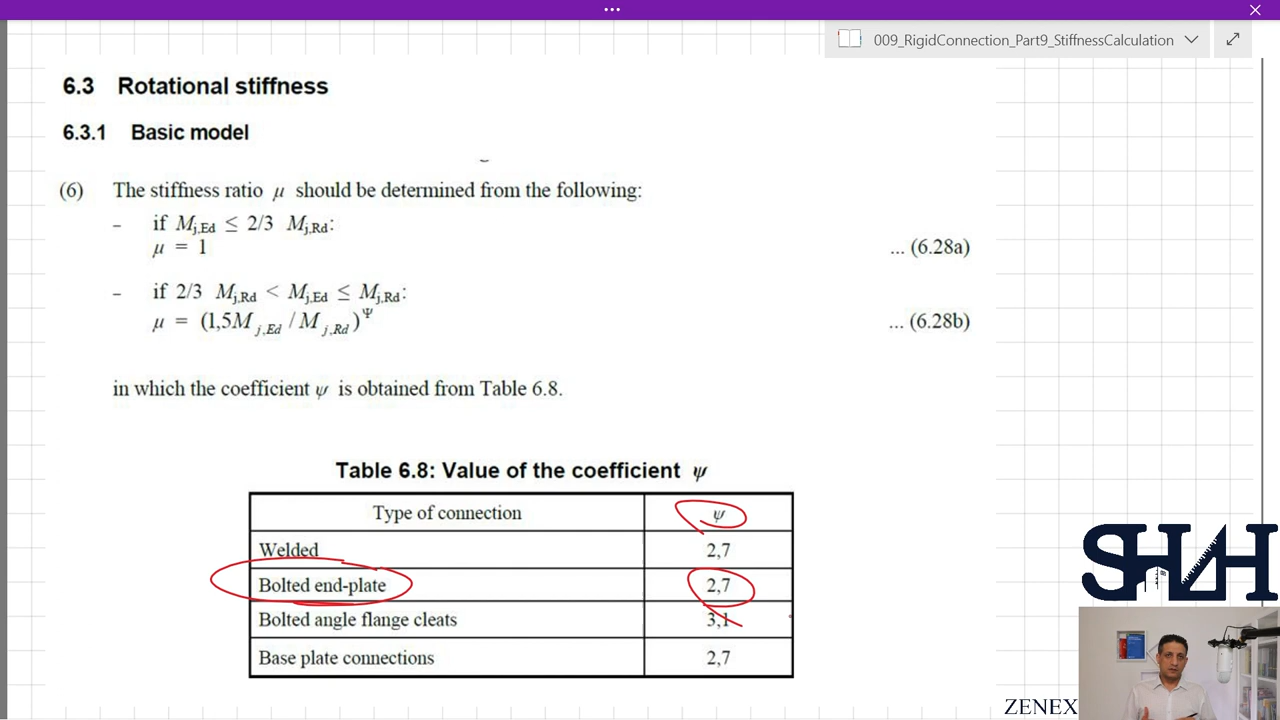 009_RigidConnection_Part9_StiffnessCalculation
6.3 Rotational stiffness
6.3.1 Basic model
(6) The stiffness ratio μ should be determined from the following:
– if Mj,Ed ≤ 2/3 Mj,Rd:
μ = 1 ... (6.28a)
– if 2/3 Mj,Rd < Mj,Ed ≤ Mj,Rd:
μ = (1,5M j,Ed / M j,Rd )Ψ ... (6.28b)
in which the coefficient ψ is obtained from Table 6.8.
Table 6.8: Value of the coefficient ψ
Type of connection ψ
Welded 2,7
Bolted end-plate 2,7
Bolted angle flange cleats 3,1
Base plate connections 2,7
ZENEX